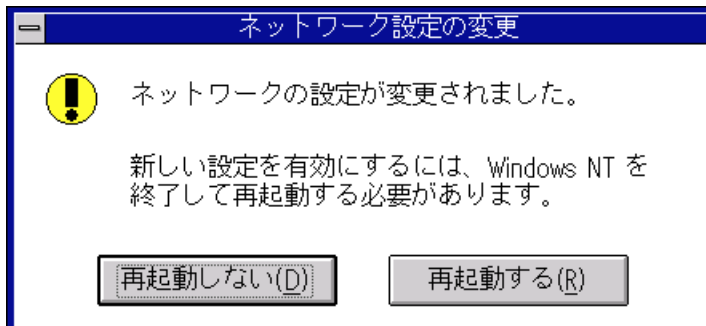 ネットワーク設定の変更
ネットワークの設定が変更されました。
新しい設定を有効にするには、Windows NT を
終了して再起動する必要があります。
再起動しない(D) 再起動する(R)